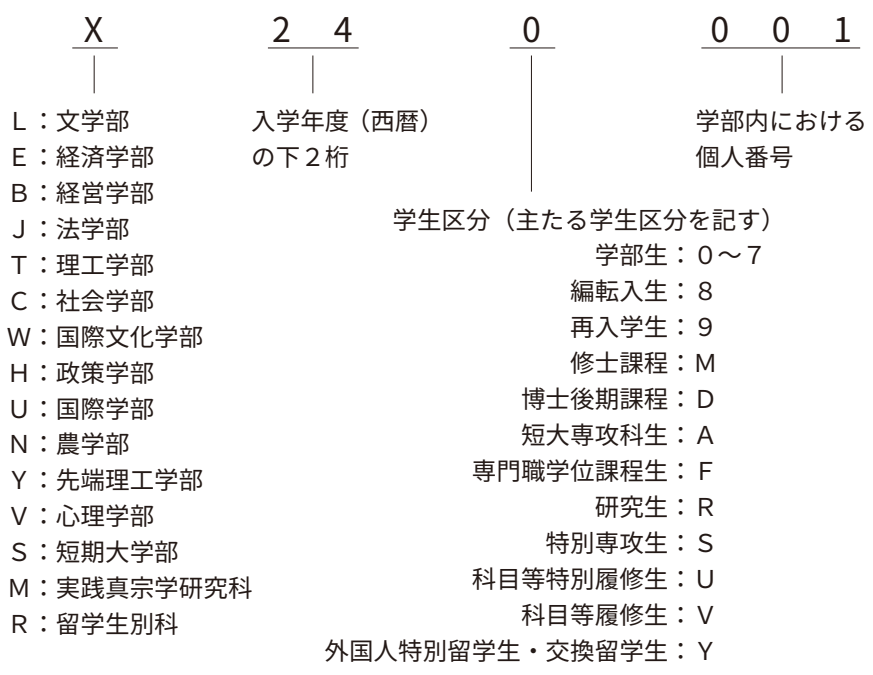 X 24 0 001
L：文学部
E：経済学部
B：経営学部
J：法学部
T：理工学部
C：社会学部
W：国際文化学部
H：政策学部
U：国際学部
N：農学部
Y：先端理工学部
V：心理学部
S：短期大学部
M：実践真宗学研究科
R：留学生別科
入学年度（西暦）
の下２桁
学生区分（主たる学生区分を記す）
学部生：０～７
編転入生：８
再入学生：９
修士課程：M
博士後期課程：D
短大専攻科生：A
専門職学位課程生：F
研究生：R
特別専攻生：S
科目等特別履修生：U
科目等履修生：V
外国人特別留学生・交換留学生：Y
学部内における
個人番号